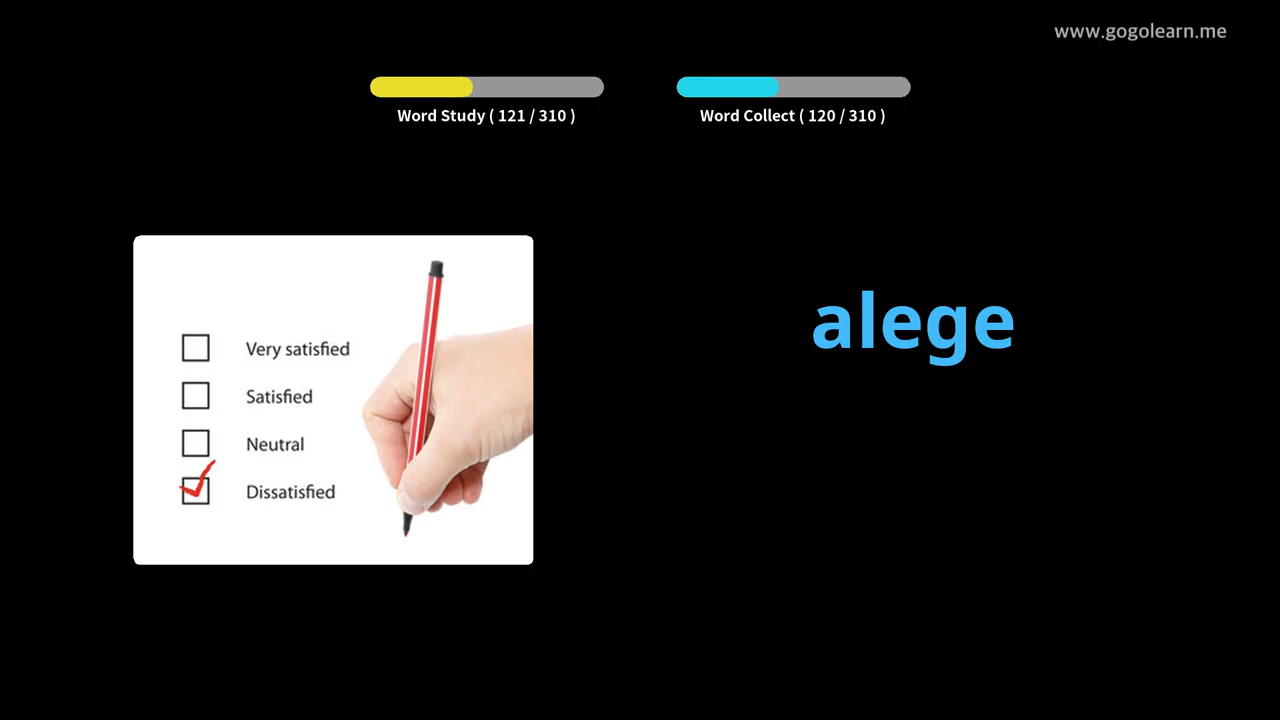 www.gogolearn.me
Word Study ( 121 / 310 )
Word Collect ( 120 / 310 )
Very satisfied
Satisfied
Neutral
Dissatisfied
alege